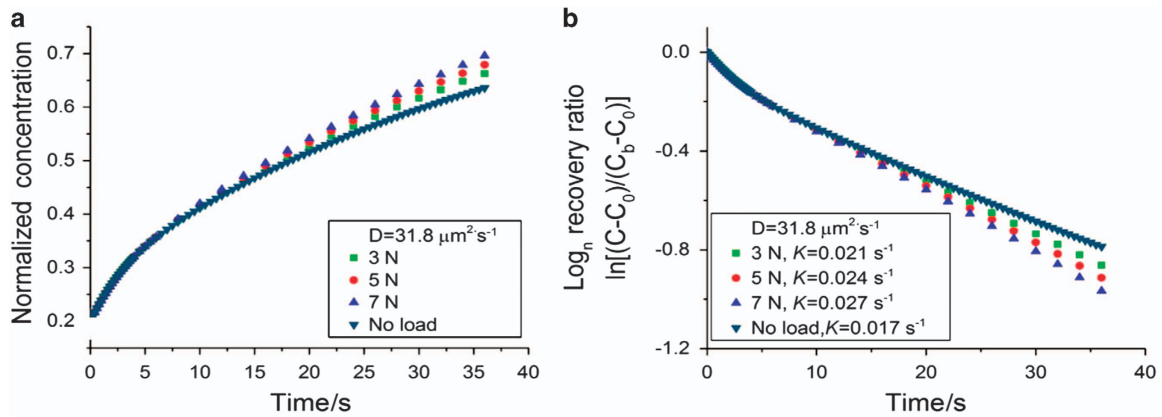 a
Normalized concentration
0.7
0.6
0.5
0.4
0.3
0.2
D=31.8 μm²·s⁻¹
3 N
5 N
7 N
No load
0 5 10 15 20 25 30 35 40
Time/s
b
Logₙ recovery ratio
ln[(C-C₀)/(C_b-C₀)]
0.0
-0.4
-0.8
-1.2
D=31.8 μm²·s⁻¹
3 N, K=0.021 s⁻¹
5 N, K=0.024 s⁻¹
7 N, K=0.027 s⁻¹
No load,K=0.017 s⁻¹
0 10 20 30 40
Time/s